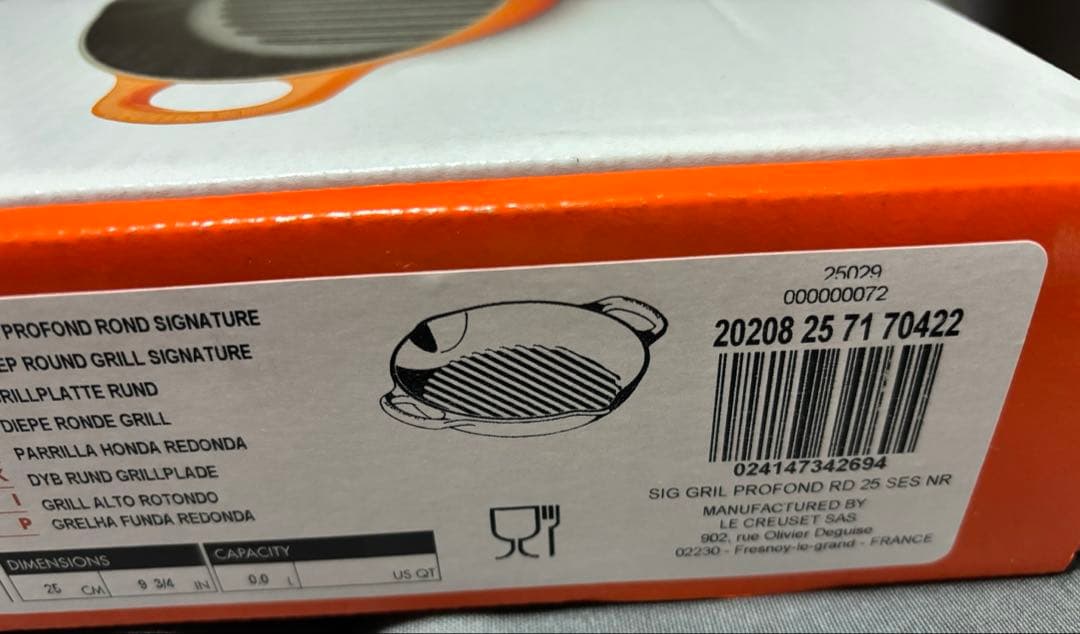 PROFOND ROND SIGNATURE
EP ROUND GRILL SIGNATURE
RILLPLATTE RUND
DIEPE RONDE GRILL
PARRILLA HONDA REDONDA
K DYB RUND GRILLPLADE
I GRILL ALTO ROTONDO
P GRELHA FUNDA REDONDA
DIMENSIONS
25 CM 9 3/4 IN
CAPACITY
0.0 L US QT
25029
000000072
20208 25 71 70422
024147342694
SIG GRIL PROFOND RD 25 SES NR
MANUFACTURED BY
LE CREUSET SAS
902, rue Olivier Deguise
02230 - Fresnoy-le-grand - FRANCE